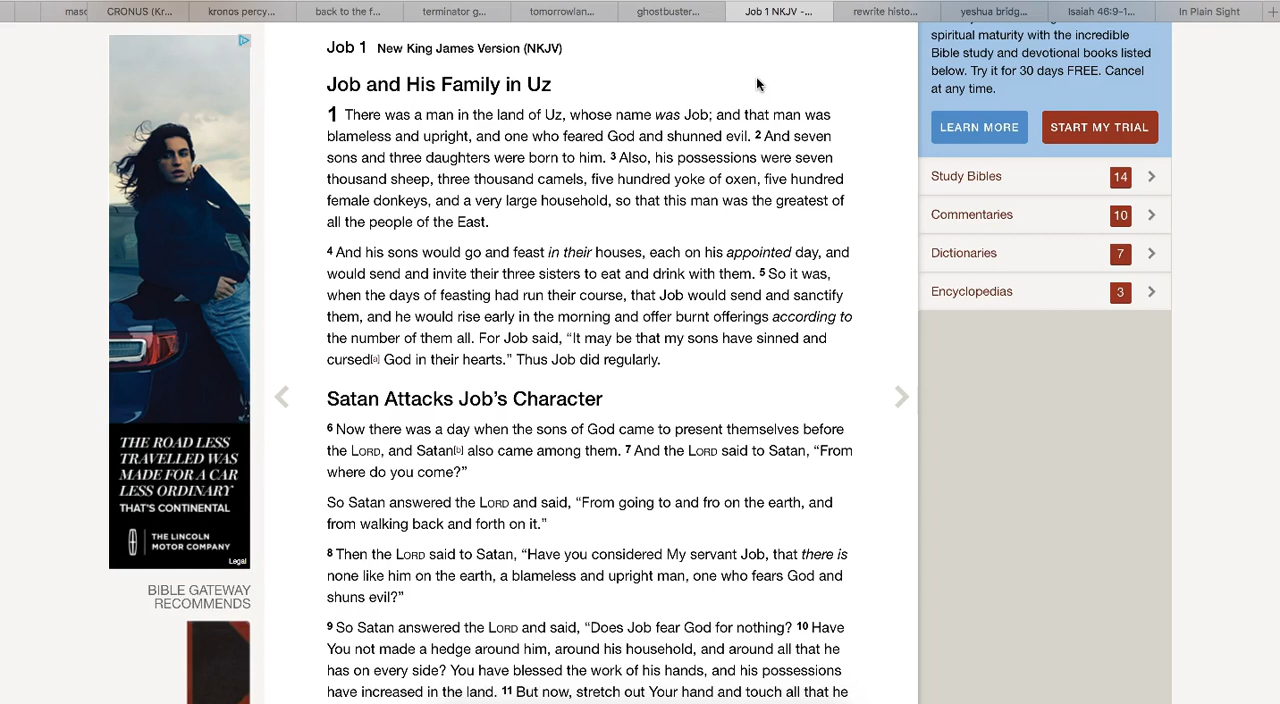 masc
CRONUS (Kr...
kronos percy...
back to the f...
terminator g...
tomorrowlan...
ghostbuster...
Job 1 NKJV -...
rewrite histo...
yeshua bridg...
Isaiah 46:9-1...
In Plain Sight
+
Job 1 New King James Version (NKJV)
Job and His Family in Uz
1 There was a man in the land of Uz, whose name was Job; and that man was
blameless and upright, and one who feared God and shunned evil. 2 And seven
sons and three daughters were born to him. 3 Also, his possessions were seven
thousand sheep, three thousand camels, five hundred yoke of oxen, five hundred
female donkeys, and a very large household, so that this man was the greatest of
all the people of the East.
4 And his sons would go and feast in their houses, each on his appointed day, and
would send and invite their three sisters to eat and drink with them. 5 So it was,
when the days of feasting had run their course, that Job would send and sanctify
them, and he would rise early in the morning and offer burnt offerings according to
the number of them all. For Job said, “It may be that my sons have sinned and
cursed[a] God in their hearts.” Thus Job did regularly.
Satan Attacks Job’s Character
6 Now there was a day when the sons of God came to present themselves before
the LORD, and Satan[b] also came among them. 7 And the LORD said to Satan, “From
where do you come?”
So Satan answered the LORD and said, “From going to and fro on the earth, and
from walking back and forth on it.”
8 Then the LORD said to Satan, “Have you considered My servant Job, that there is
none like him on the earth, a blameless and upright man, one who fears God and
shuns evil?”
9 So Satan answered the LORD and said, “Does Job fear God for nothing? 10 Have
You not made a hedge around him, around his household, and around all that he
has on every side? You have blessed the work of his hands, and his possessions
have increased in the land. 11 But now, stretch out Your hand and touch all that he
THE ROAD LESS
TRAVELLED WAS
MADE FOR A CAR
LESS ORDINARY
THAT’S CONTINENTAL
THE LINCOLN
MOTOR COMPANY
Legal
BIBLE GATEWAY
RECOMMENDS
spiritual maturity with the incredible
Bible study and devotional books listed
below. Try it for 30 days FREE. Cancel
at any time.
LEARN MORE
START MY TRIAL
Study Bibles 14
Commentaries 10
Dictionaries 7
Encyclopedias 3